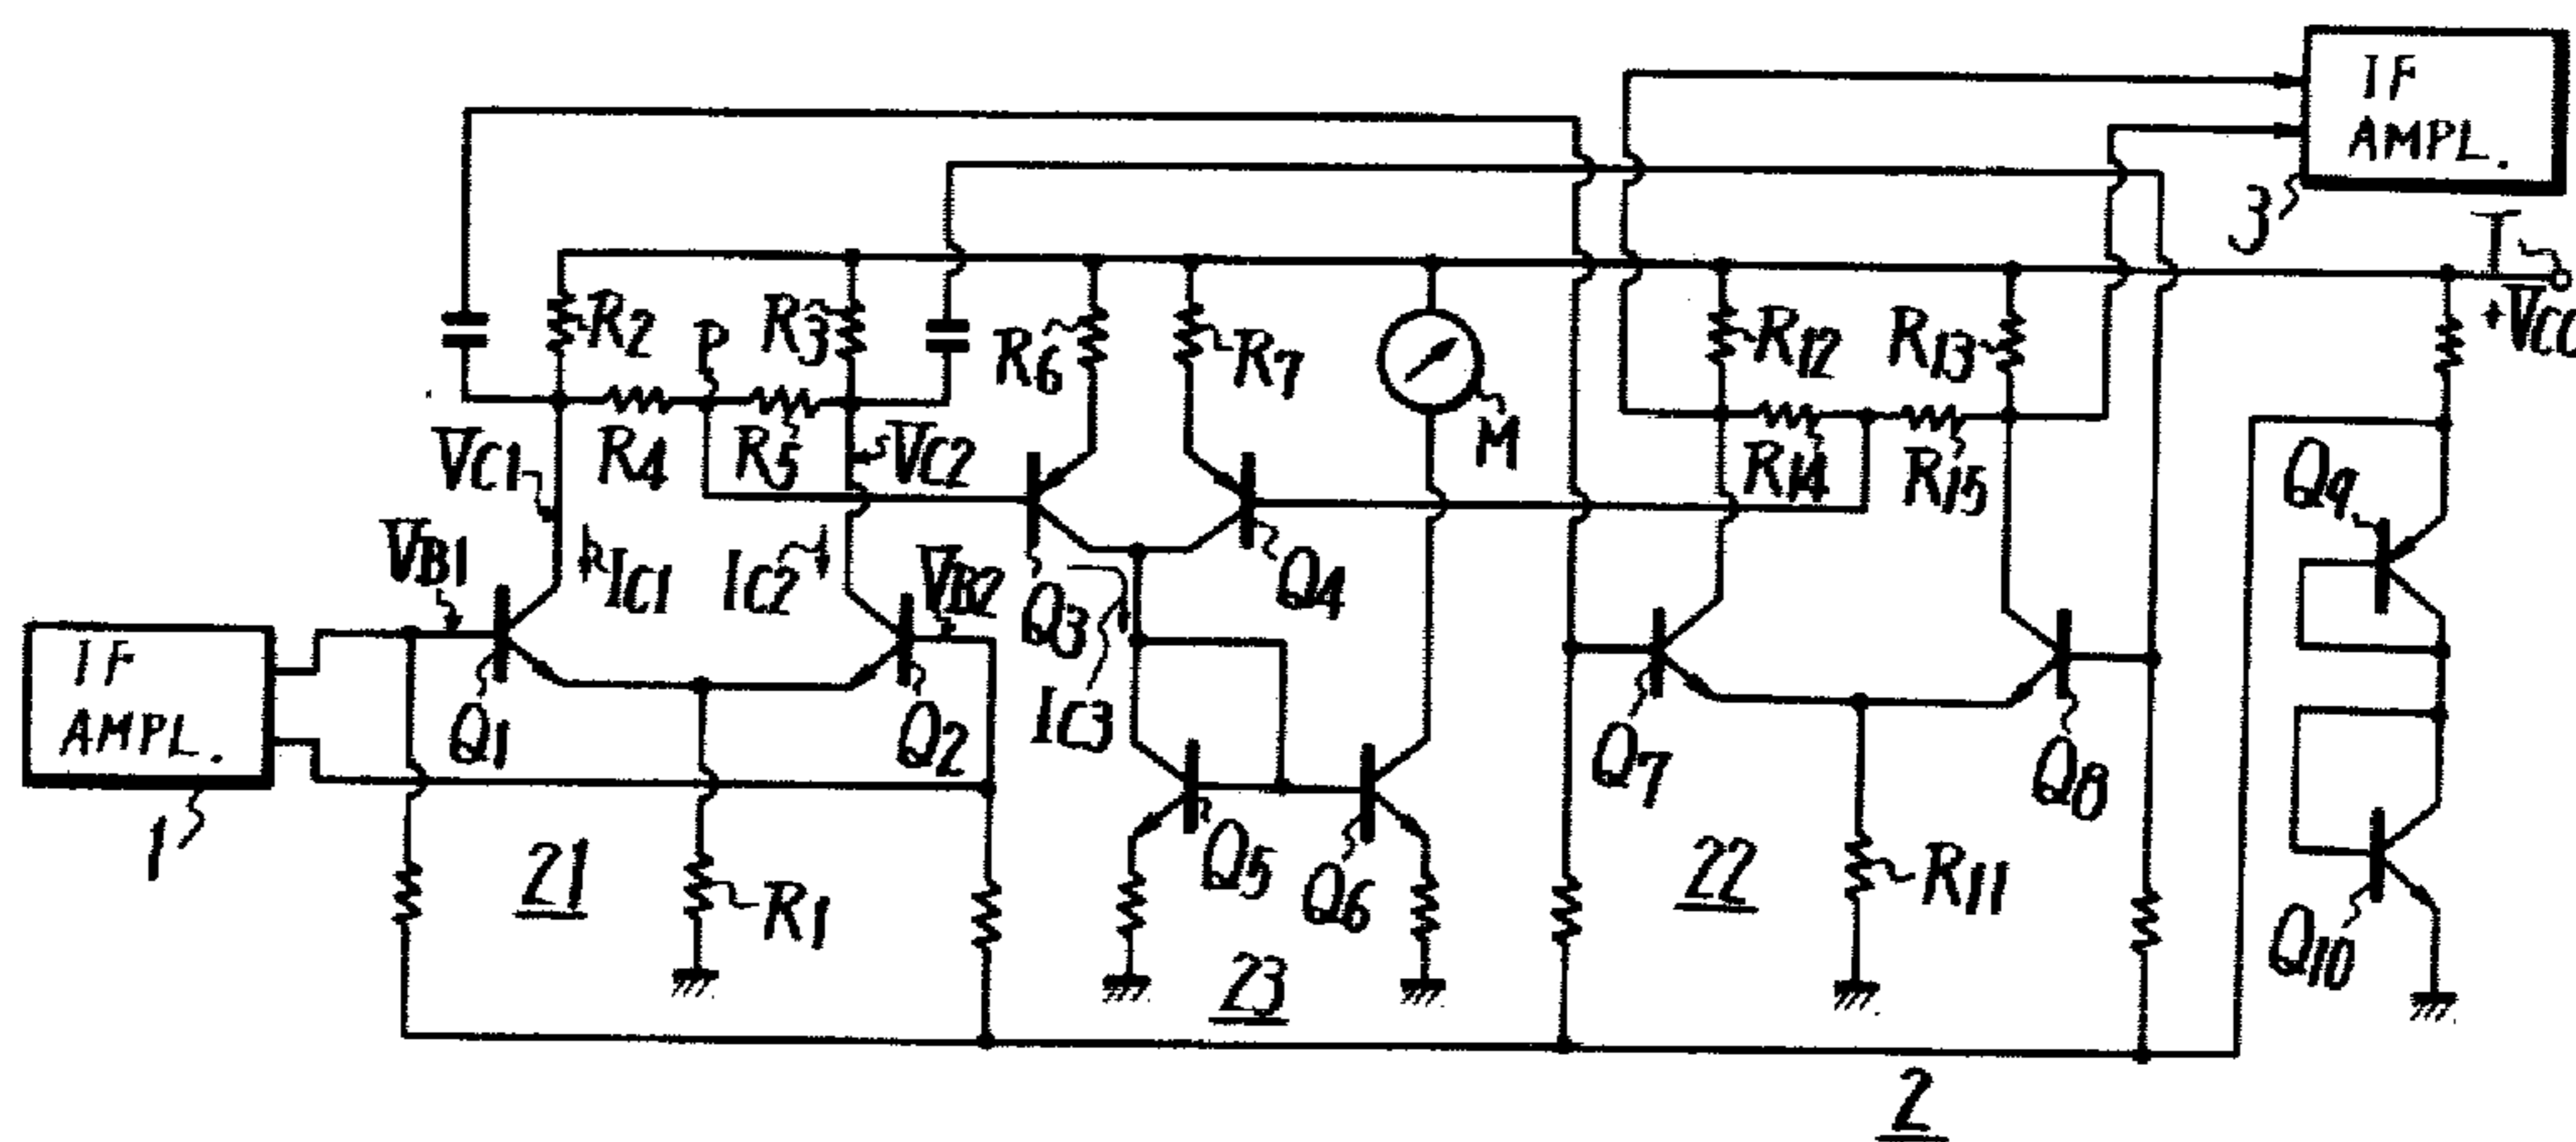 IF
AMPL.
3
T
+VCC
R2
P
R3
R6
R7
M
R12
R13
VC1
R4
R5
VC2
R14
R15
Q9
VB1
IC1
IC2
VB2
Q3
Q4
IF
AMPL.
1
Q1
Q2
IC3
Q5
Q6
Q7
Q8
21
R1
22
R11
Q10
23
2